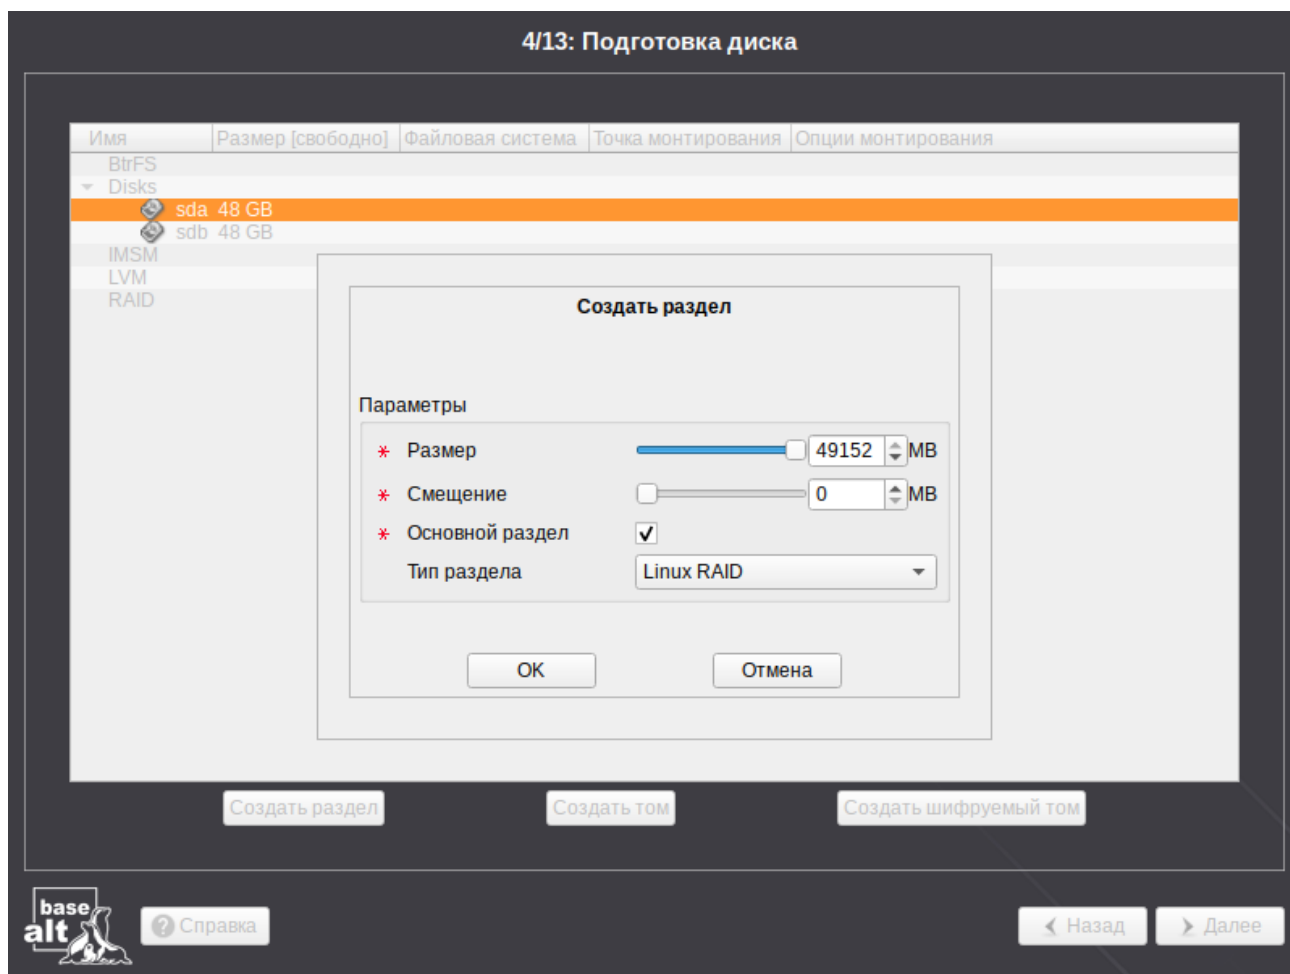 4/13: Подготовка диска
Имя Размер [свободно] Файловая система Точка монтирования Опции монтирования
BtrFS
Disks
sda 48 GB
sdb 48 GB
IMSM
LVM
RAID
Создать раздел
Параметры
* Размер 49152 MB
* Смещение 0 MB
* Основной раздел
Тип раздела Linux RAID
OK Отмена
Создать раздел Создать том Создать шифруемый том
base
alt
Справка Назад Далее